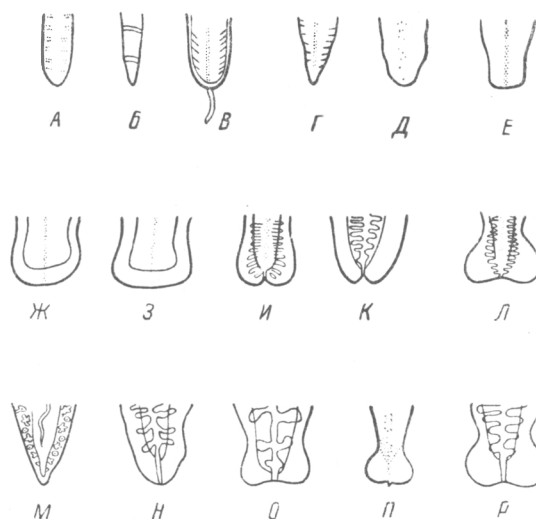 А Б В Г Д Е
Ж З И К Л
М Н О П Р